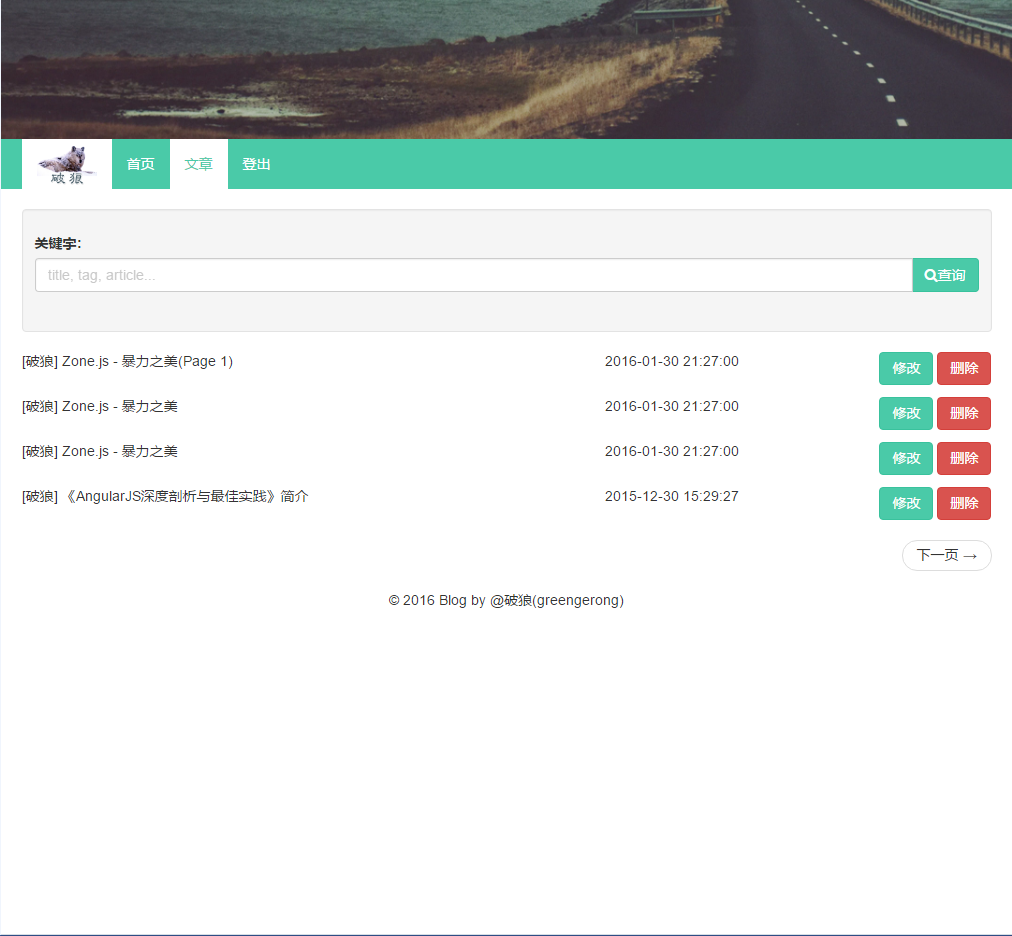 破狼
首页
文章
登出
关键字:
title, tag, article...
查询
[破狼] Zone.js - 暴力之美(Page 1) 2016-01-30 21:27:00 修改 删除
[破狼] Zone.js - 暴力之美 2016-01-30 21:27:00 修改 删除
[破狼] Zone.js - 暴力之美 2016-01-30 21:27:00 修改 删除
[破狼] 《AngularJS深度剖析与最佳实践》简介 2015-12-30 15:29:27 修改 删除
下一页 →
© 2016 Blog by @破狼(greengerong)